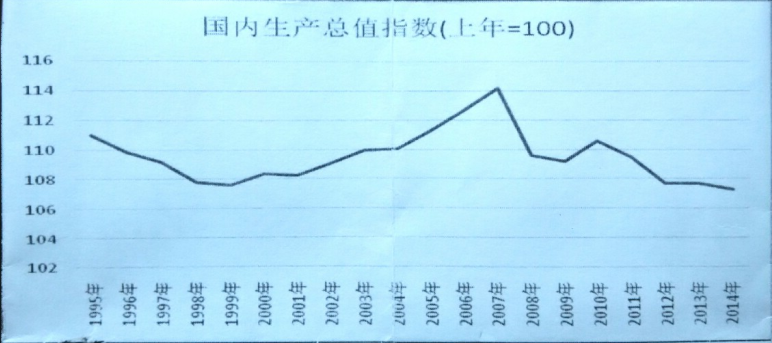 国内生产总值指数(上年=100)
116
114
112
110
108
106
104
102
1995年
1996年
1997年
1998年
1999年
2000年
2001年
2002年
2003年
2004年
2005年
2006年
2007年
2008年
2009年
2010年
2011年
2012年
2013年
2014年